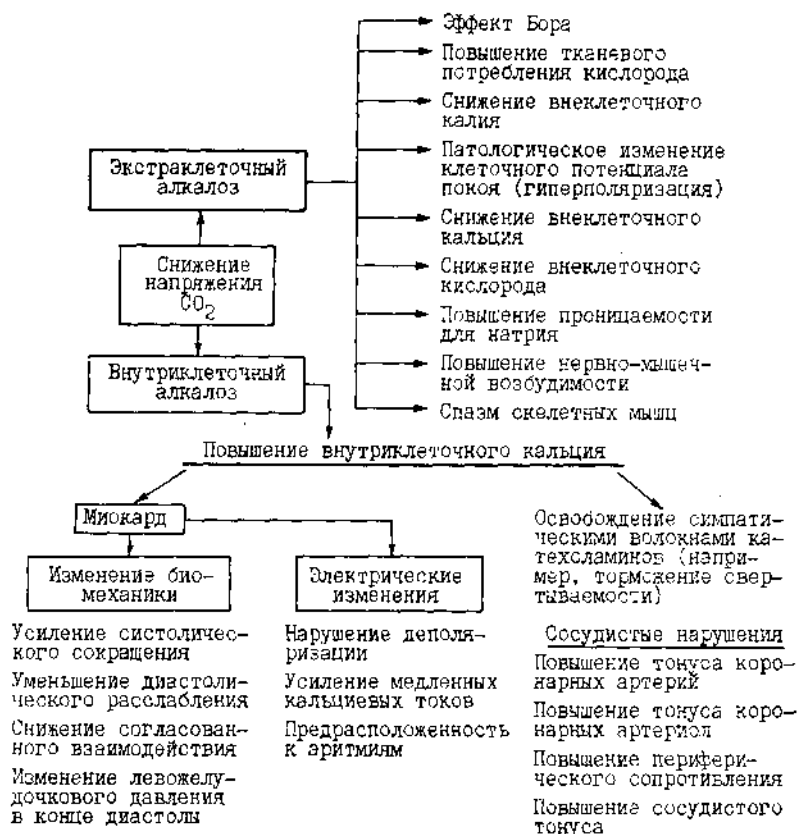 Эффект Бора
Повышение тканевого
потребления кислорода
Снижение внеклеточного
калия
Патологическое изменение
клеточного потенциала
покоя (гиперполяризация)
Снижение внеклеточного
кальция
Снижение внеклеточного
кислорода
Повышение проницаемости
для натрия
Повышение нервно-мышеч-
ной возбудимости
Спазм скелетных мышц
Экстраклеточный
алкалоз
Снижение
напряжения
CO2
Внутриклеточный
алкалоз
Повышение внутриклеточного кальция
Миокард
Изменение био-
механики
Усиление систоличес-
кого сокращения
Уменьшение диастоли-
ческого расслабления
Снижение согласован-
ного взаимодействия
Изменение левожелу-
дочкового давления
в конце диастолы
Электрические
изменения
Нарушение деполя-
ризации
Усиление медленных
кальциевых токов
Предрасположенность
к аритмиям
Освобождение симпати-
ческими волокнами ка-
техоламинов (напри-
мер, торможение свер-
тываемости)
Сосудистые нарушения
Повышение тонуса коро-
нарных артерий
Повышение тонуса коро-
нарных артериол
Повышение перифери-
ческого сопротивления
Повышение сосудистого
тонуса